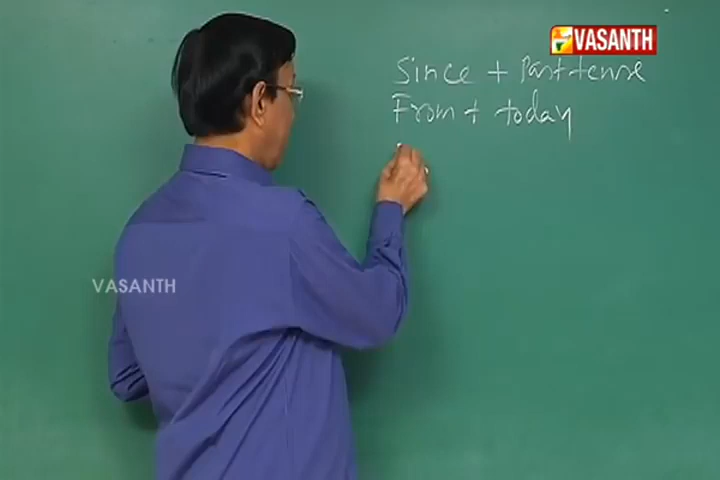 VASANTH
Since + Past tense
From + today
VASANTH